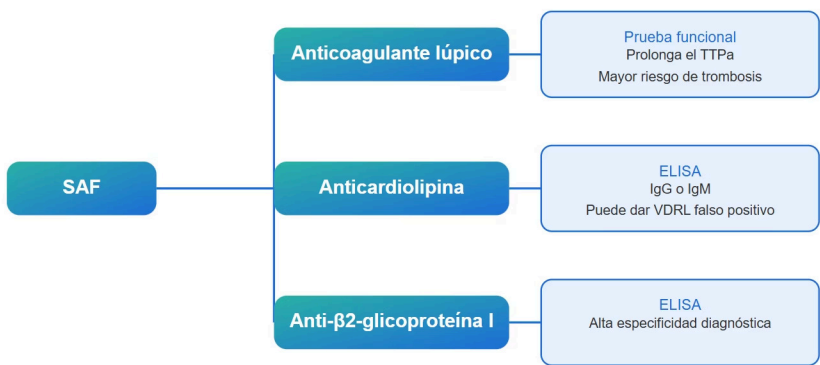 SAF
Anticoagulante lúpico
Prueba funcional
Prolonga el TTPa
Mayor riesgo de trombosis
Anticardiolipina
ELISA
IgG o IgM
Puede dar VDRL falso positivo
Anti-β2-glicoproteína I
ELISA
Alta especificidad diagnóstica